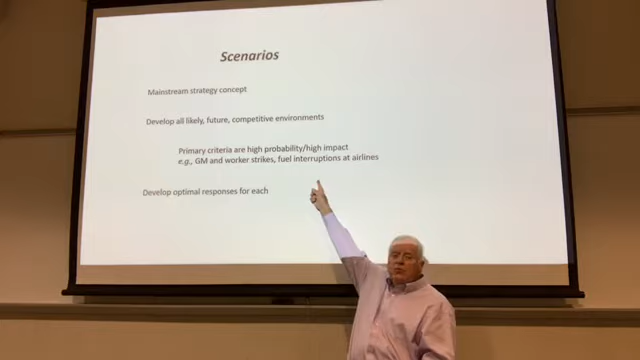 Scenarios
Mainstream strategy concept
Develop all likely, future, competitive environments
Primary criteria are high probability/high impact
e.g., GM and worker strikes, fuel interruptions at airlines
Develop optimal responses for each